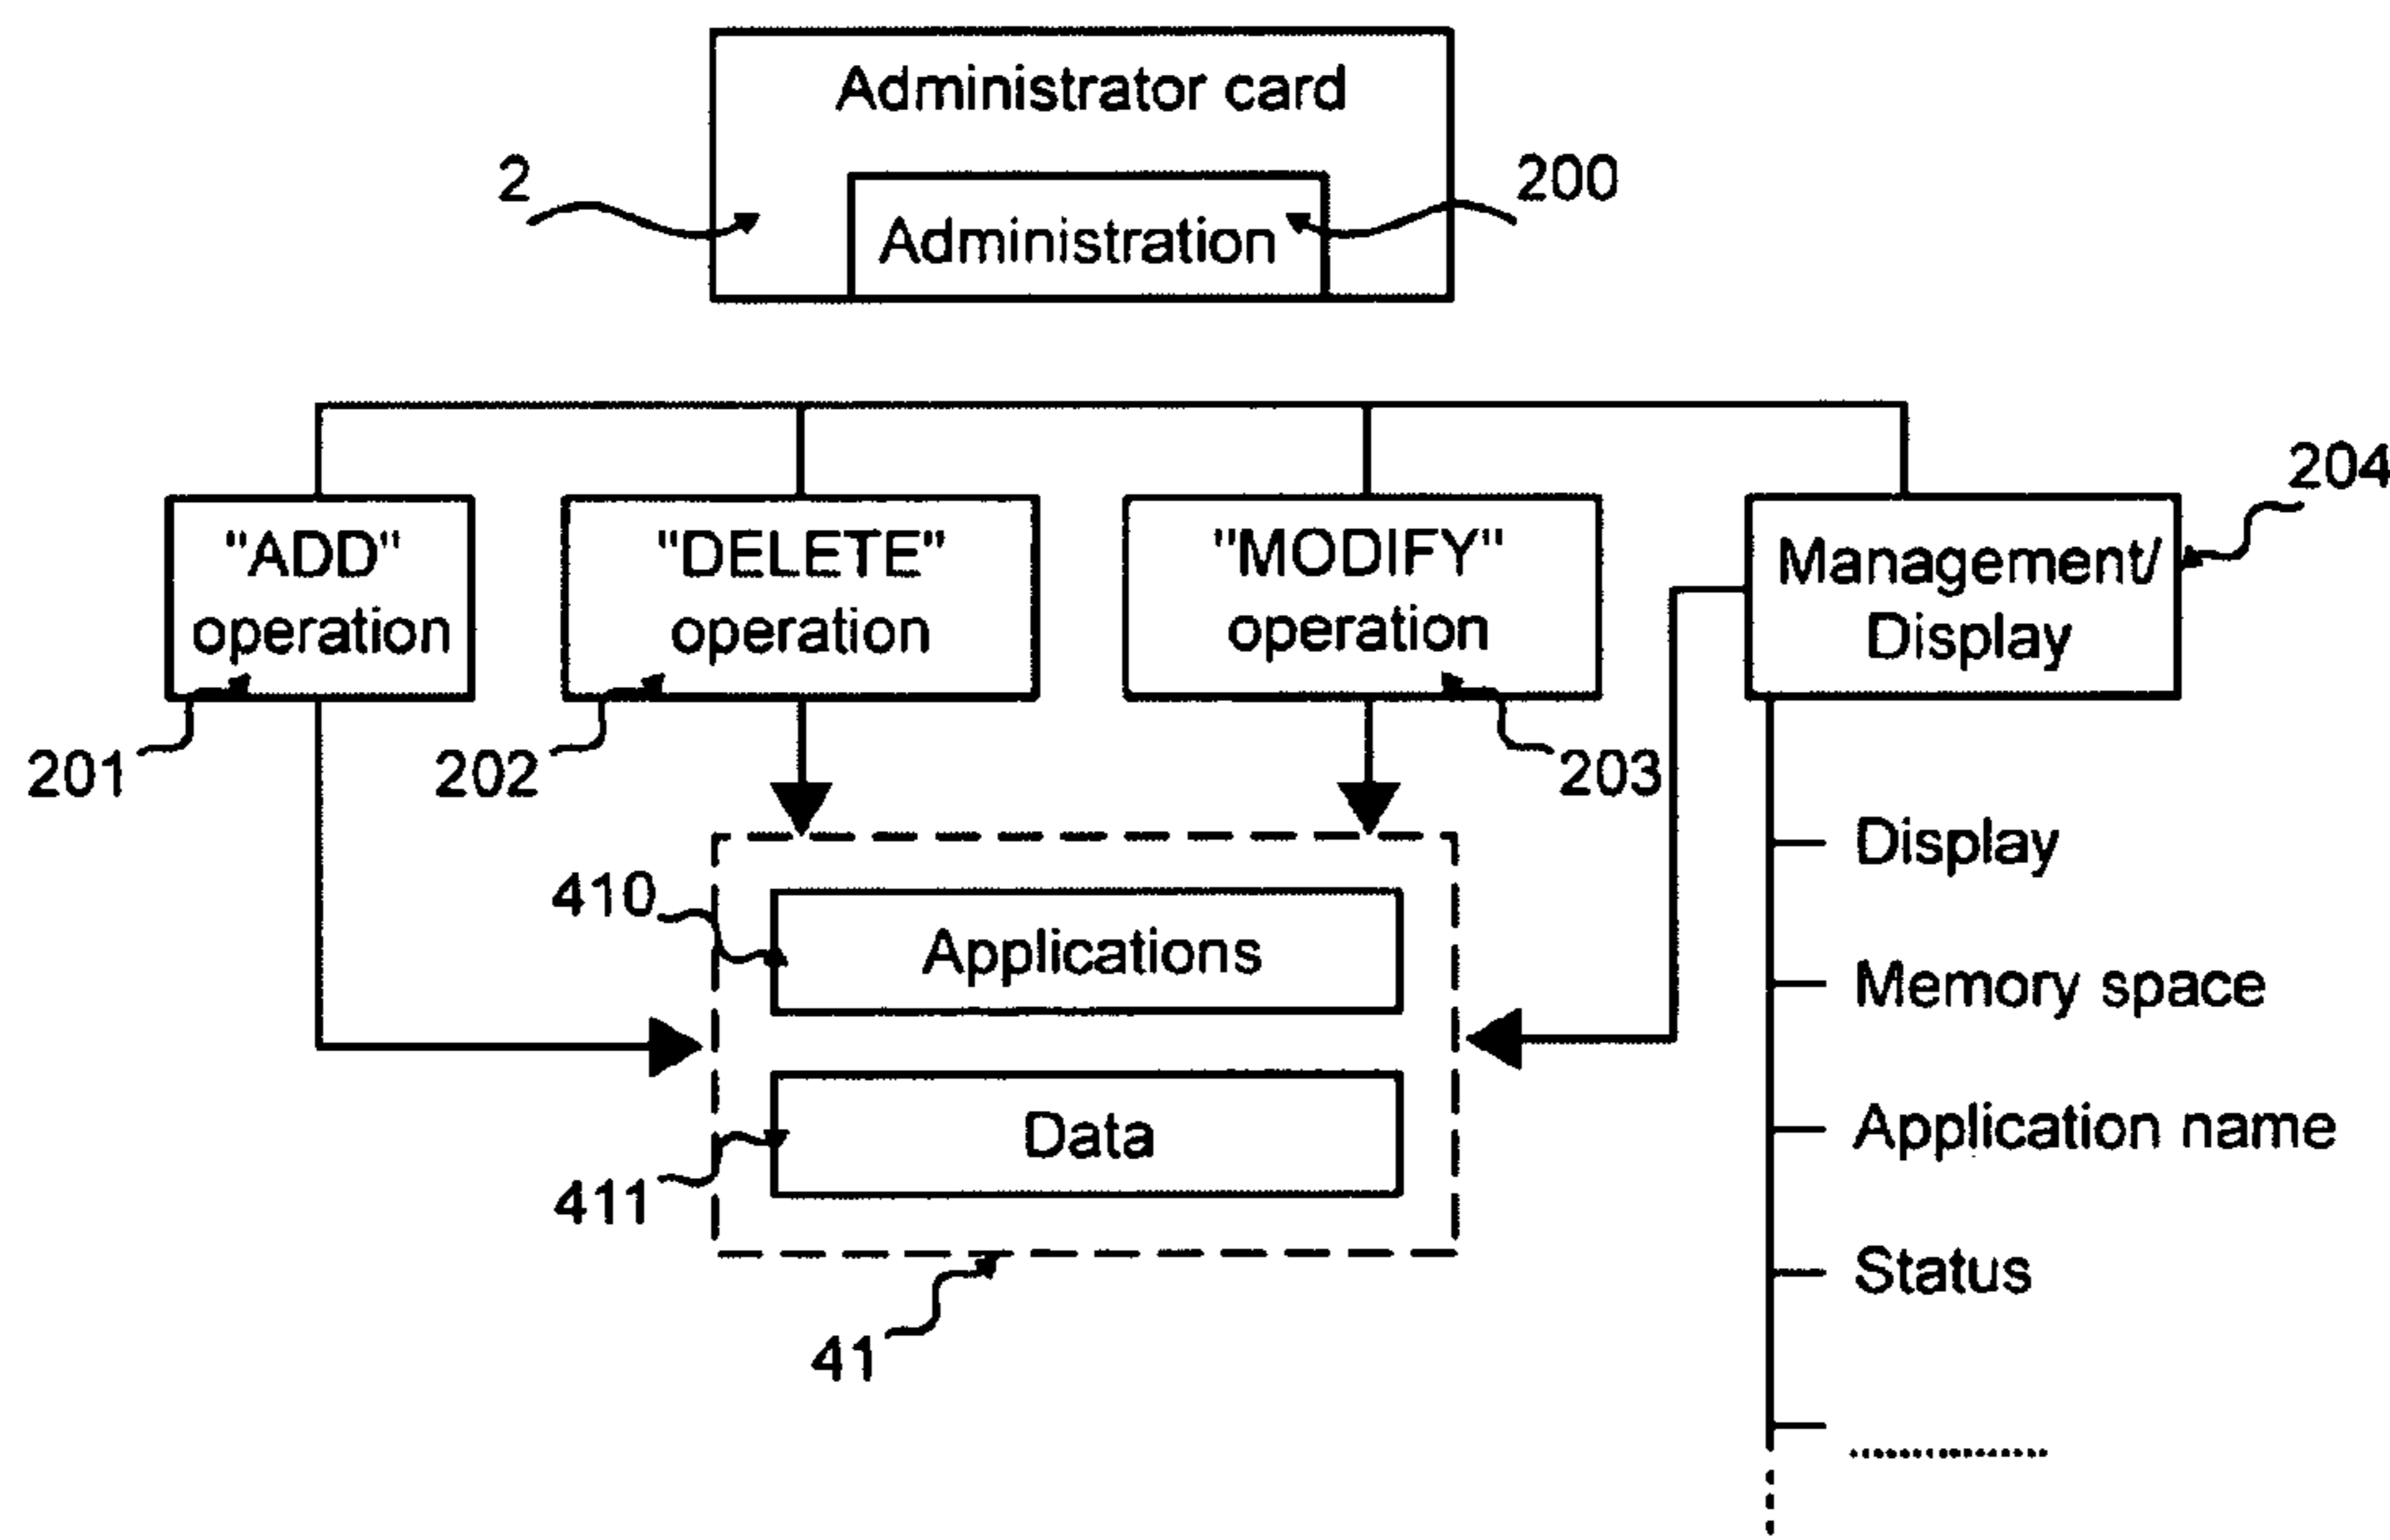 Administrator card
2
200
Administration
204
"ADD"
operation
"DELETE"
operation
"MODIFY"
operation
Management/
Display
201
202
203
Display
410
Applications
Memory space
Data
Application name
411
Status
41